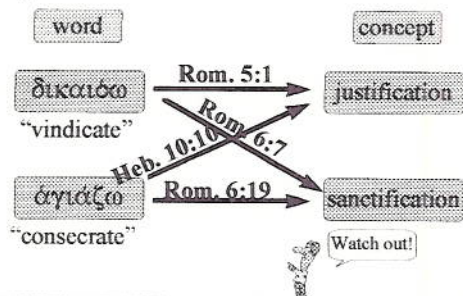 word
concept
δικαιόω
Rom. 5:1
justification
"vindicate"
Rom. 6:7
Heb. 10:10
ἁγιάζω
Rom. 6:19
sanctification
"consecrate"
Watch out!